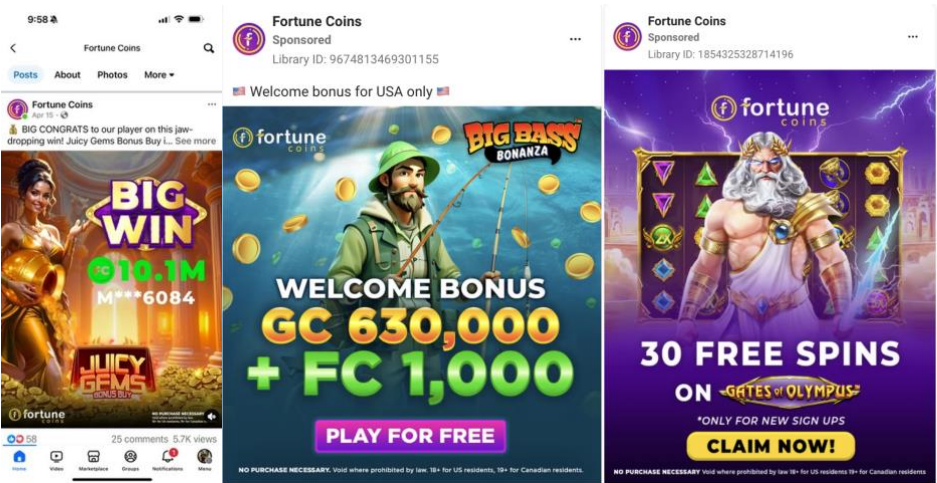 9:58
Fortune Coins
Posts
About
Photos
More
Fortune Coins
Apr 15
BIG CONGRATS to our player on this jaw-
dropping win! Juicy Gems Bonus Buy i... See more
BIG
WIN
FC 10.1M
M***6084
JUICY
GEMS
BONUS BUY
fortune
coins
NO PURCHASE NECESSARY
58
25 comments 5.7K views
Home
Video
Marketplace
Groups
Notifications
Menu
Fortune Coins
Sponsored
Library ID: 9674813469301155
Welcome bonus for USA only
fortune
coins
BIG BASS
BONANZA
WELCOME BONUS
GC 630,000
+ FC 1,000
PLAY FOR FREE
NO PURCHASE NECESSARY. Void where prohibited by law. 18+ for US residents, 19+ for Canadian residents.
Fortune Coins
Sponsored
Library ID: 1854325328714196
fortune
coins
2X
30 FREE SPINS
ON GATES OF OLYMPUS
*ONLY FOR NEW SIGN UPS
CLAIM NOW!
NO PURCHASE NECESSARY Void where prohibited by law 18+ for US residents 19+ for Canadian residents